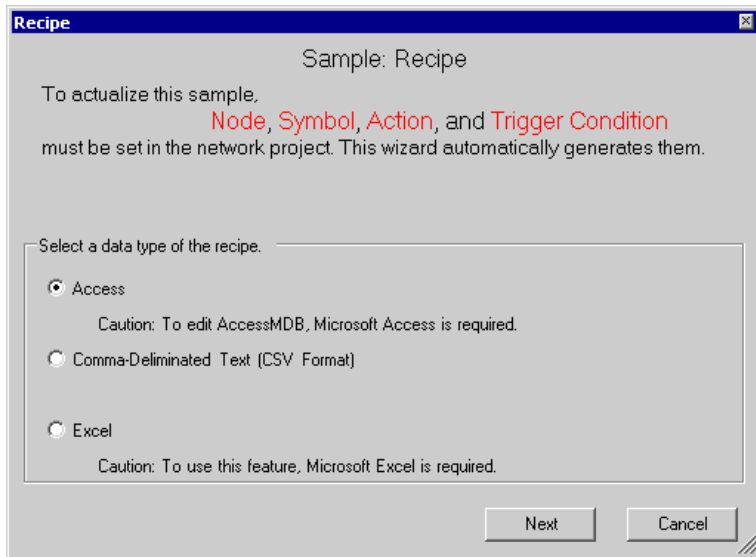 Recipe
Sample: Recipe
To actualize this sample,
Node, Symbol, Action, and Trigger Condition
must be set in the network project. This wizard automatically generates them.
Select a data type of the recipe.
Access
Caution: To edit AccessMDB, Microsoft Access is required.
Comma-Deliminated Text (CSV Format)
Excel
Caution: To use this feature, Microsoft Excel is required.
Next Cancel